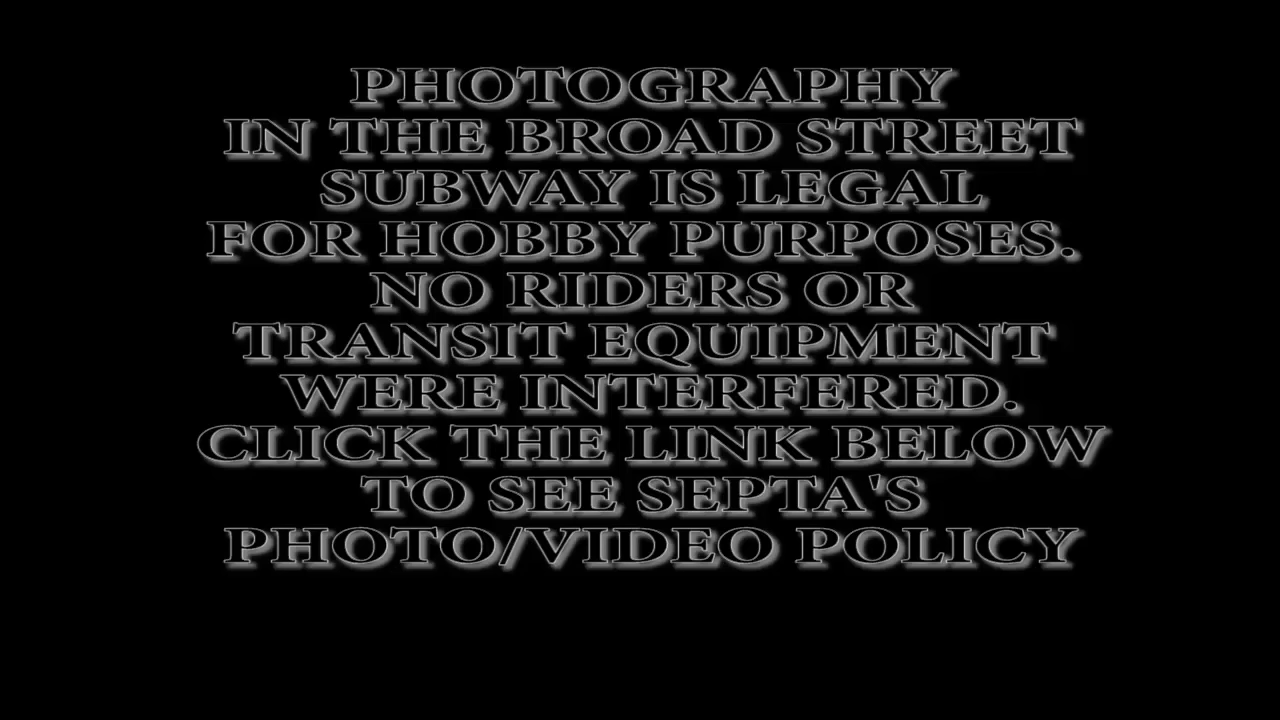 PHOTOGRAPHY
IN THE BROAD STREET
SUBWAY IS LEGAL
FOR HOBBY PURPOSES.
NO RIDERS OR
TRANSIT EQUIPMENT
WERE INTERFERED.
CLICK THE LINK BELOW
TO SEE SEPTA'S
PHOTO/VIDEO POLICY